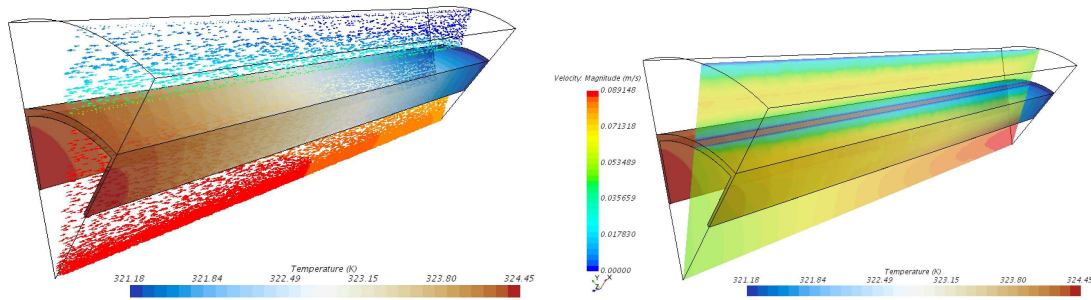 Velocity: Magnitude (m/s)
0.089148
0.071318
0.053489
0.035659
0.017830
0.00000
Y X
Z
Temperature (K)
321.18 321.84 322.49 323.15 323.80 324.45
Temperature (K)
321.18 321.84 322.49 323.15 323.80 324.45